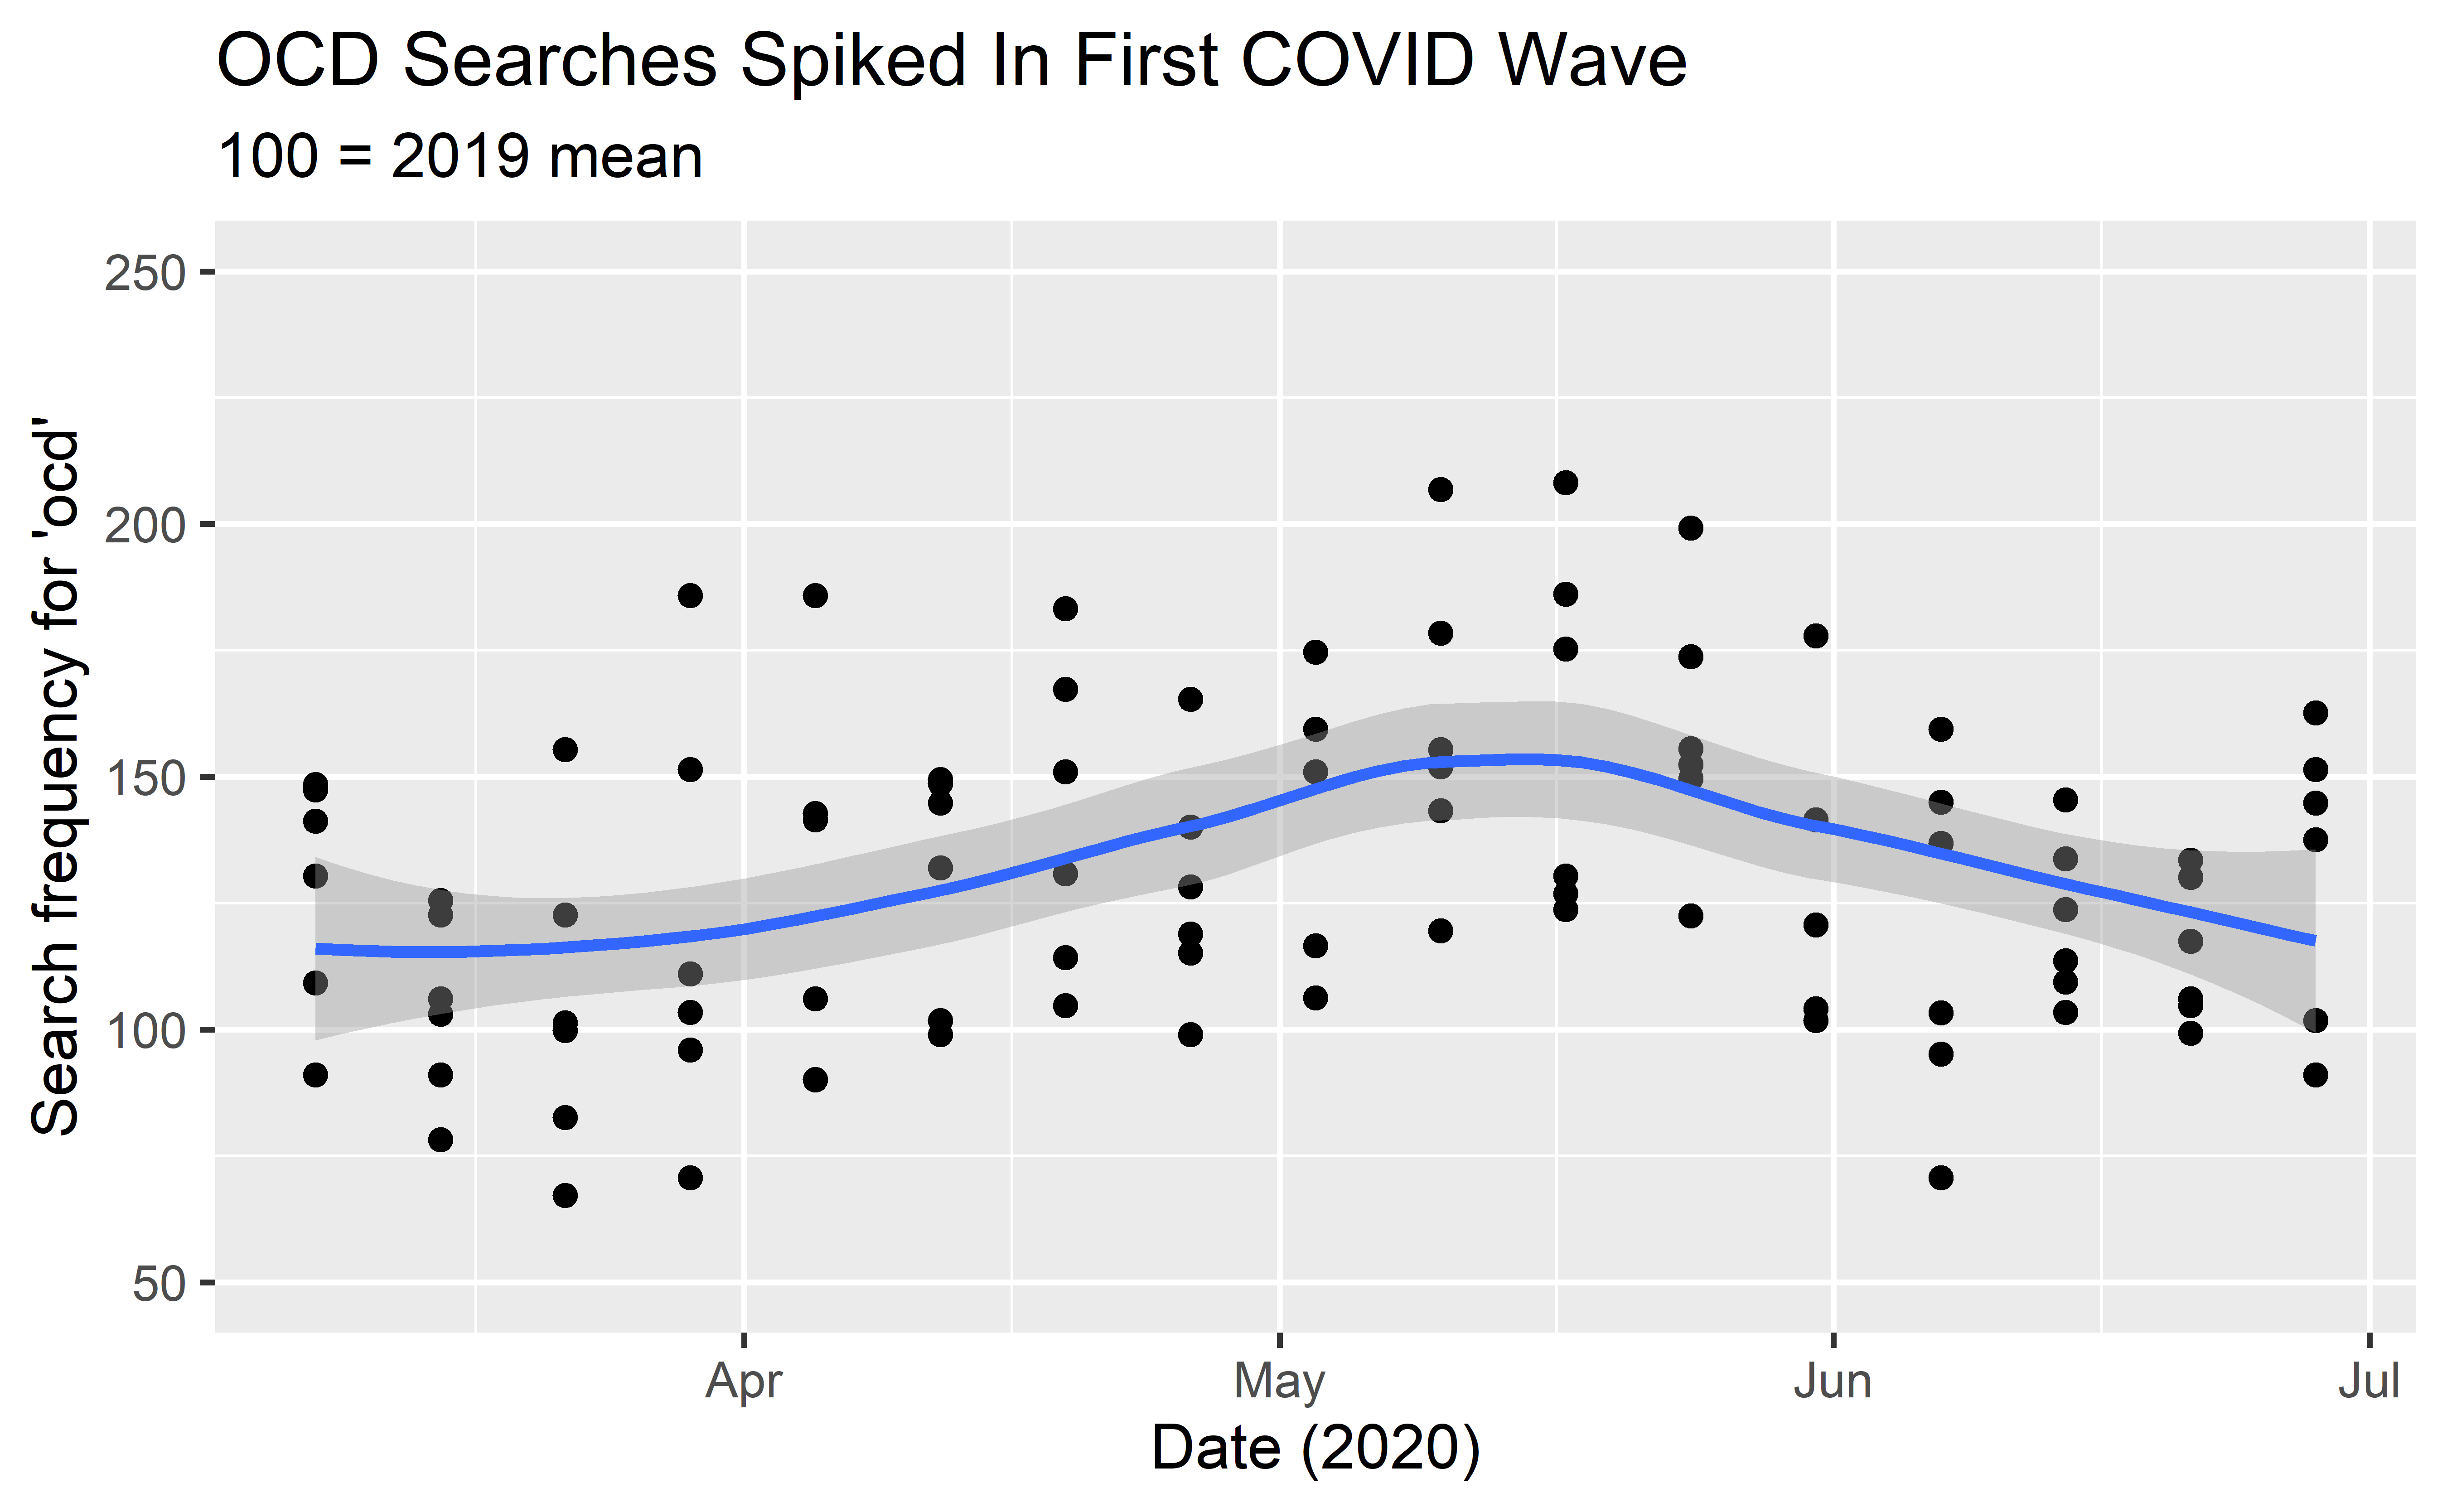 OCD Searches Spiked In First COVID Wave
100 = 2019 mean
Search frequency for 'ocd'
250
200
150
100
50
Apr May Jun Jul
Date (2020)